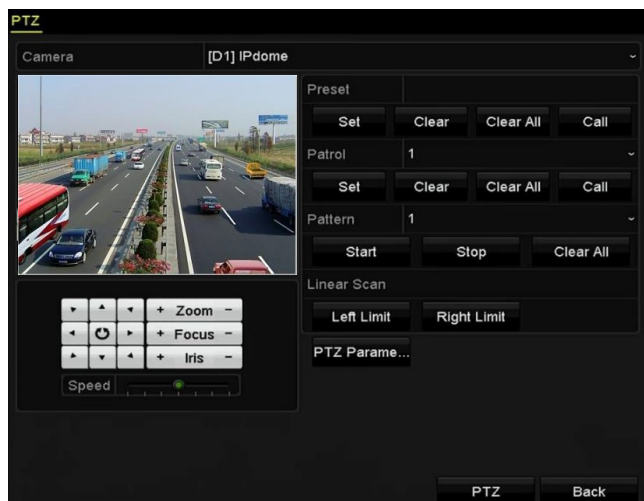 PTZ
Camera [D1] IPdome
Preset
Set Clear Clear All Call
Patrol 1
Set Clear Clear All Call
Pattern 1
Start Stop Clear All
Linear Scan
Left Limit Right Limit
PTZ Parame...
+ Zoom -
+ Focus -
+ Iris -
Speed
PTZ Back